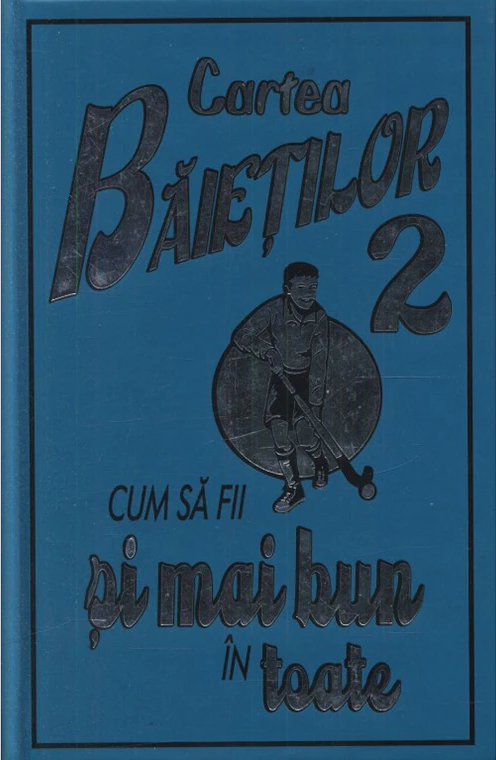 Cartea
BĂIEȚILOR
2
CUM SĂ FII
și mai bun
ÎN toate